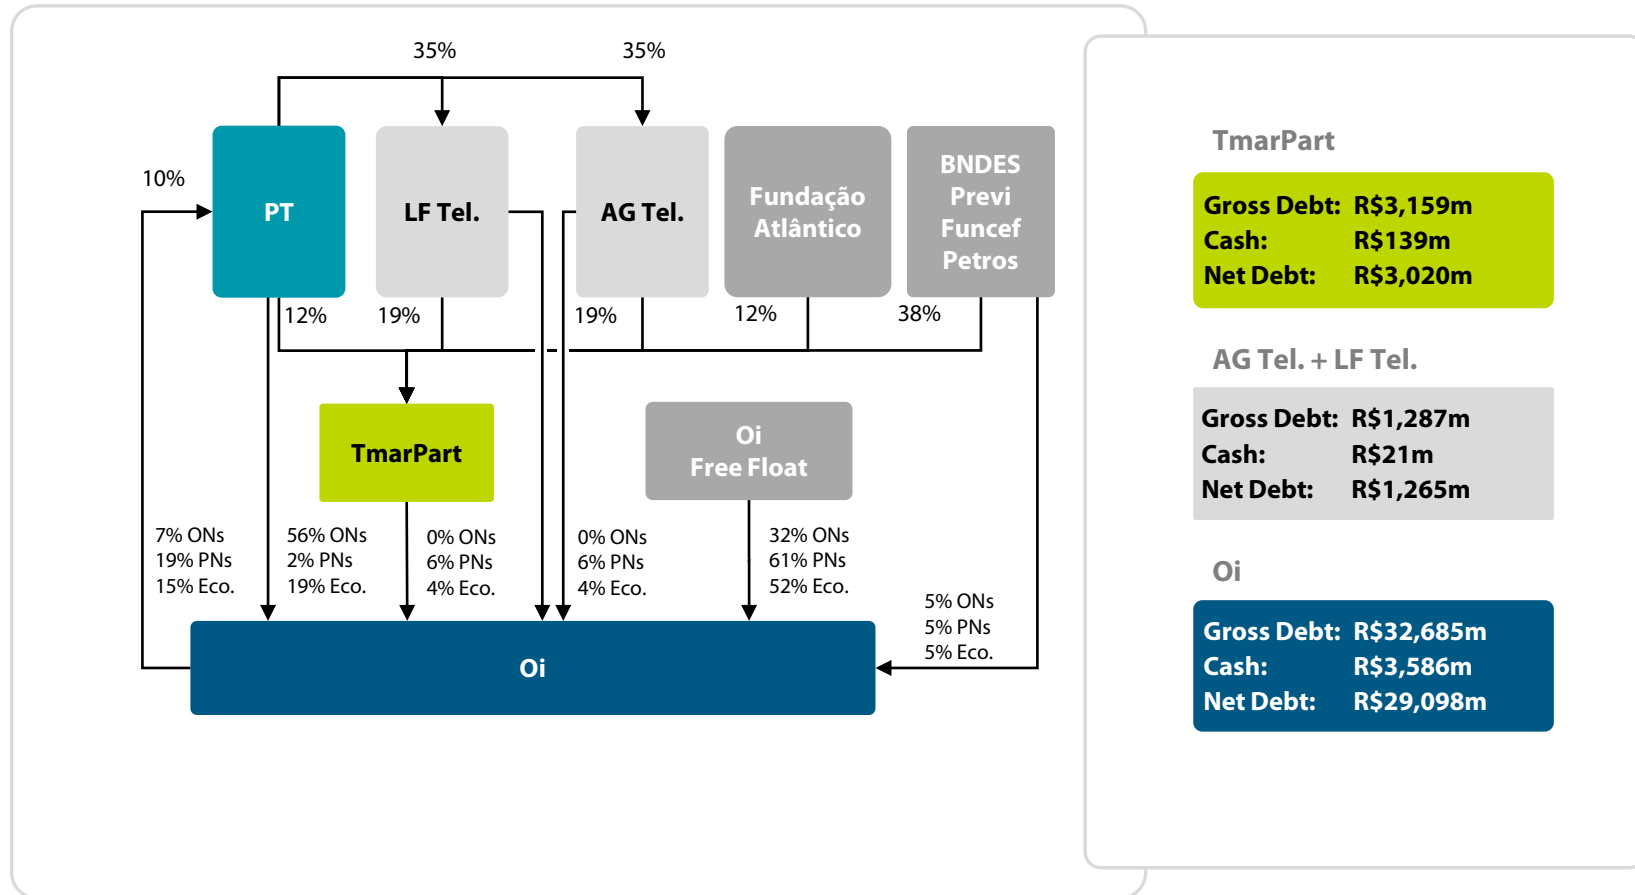 35%
35%
10%
PT
LF Tel.
AG Tel.
Fundação
Atlântico
BNDES
Previ
Funcef
Petros
12%
19%
19%
12%
38%
TmarPart
Oi
Free Float
7% ONs
19% PNs
15% Eco.
56% ONs
2% PNs
19% Eco.
0% ONs
6% PNs
4% Eco.
0% ONs
6% PNs
4% Eco.
32% ONs
61% PNs
52% Eco.
5% ONs
5% PNs
5% Eco.
Oi
TmarPart
Gross Debt: R$3,159m
Cash: R$139m
Net Debt: R$3,020m
AG Tel. + LF Tel.
Gross Debt: R$1,287m
Cash: R$21m
Net Debt: R$1,265m
Oi
Gross Debt: R$32,685m
Cash: R$3,586m
Net Debt: R$29,098m